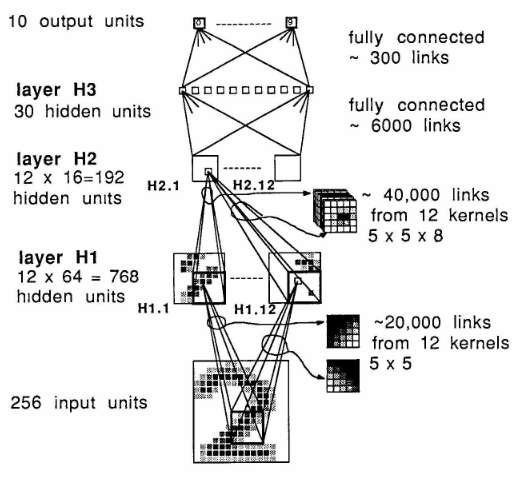 10 output units
0
9
fully connected
~ 300 links
layer H3
30 hidden units
fully connected
~ 6000 links
layer H2
12 x 16=192
hidden units
H2.1
H2.12
~ 40,000 links
from 12 kernels
5 x 5 x 8
layer H1
12 x 64 = 768
hidden units
H1.1
H1.12
~20,000 links
from 12 kernels
5 x 5
256 input units